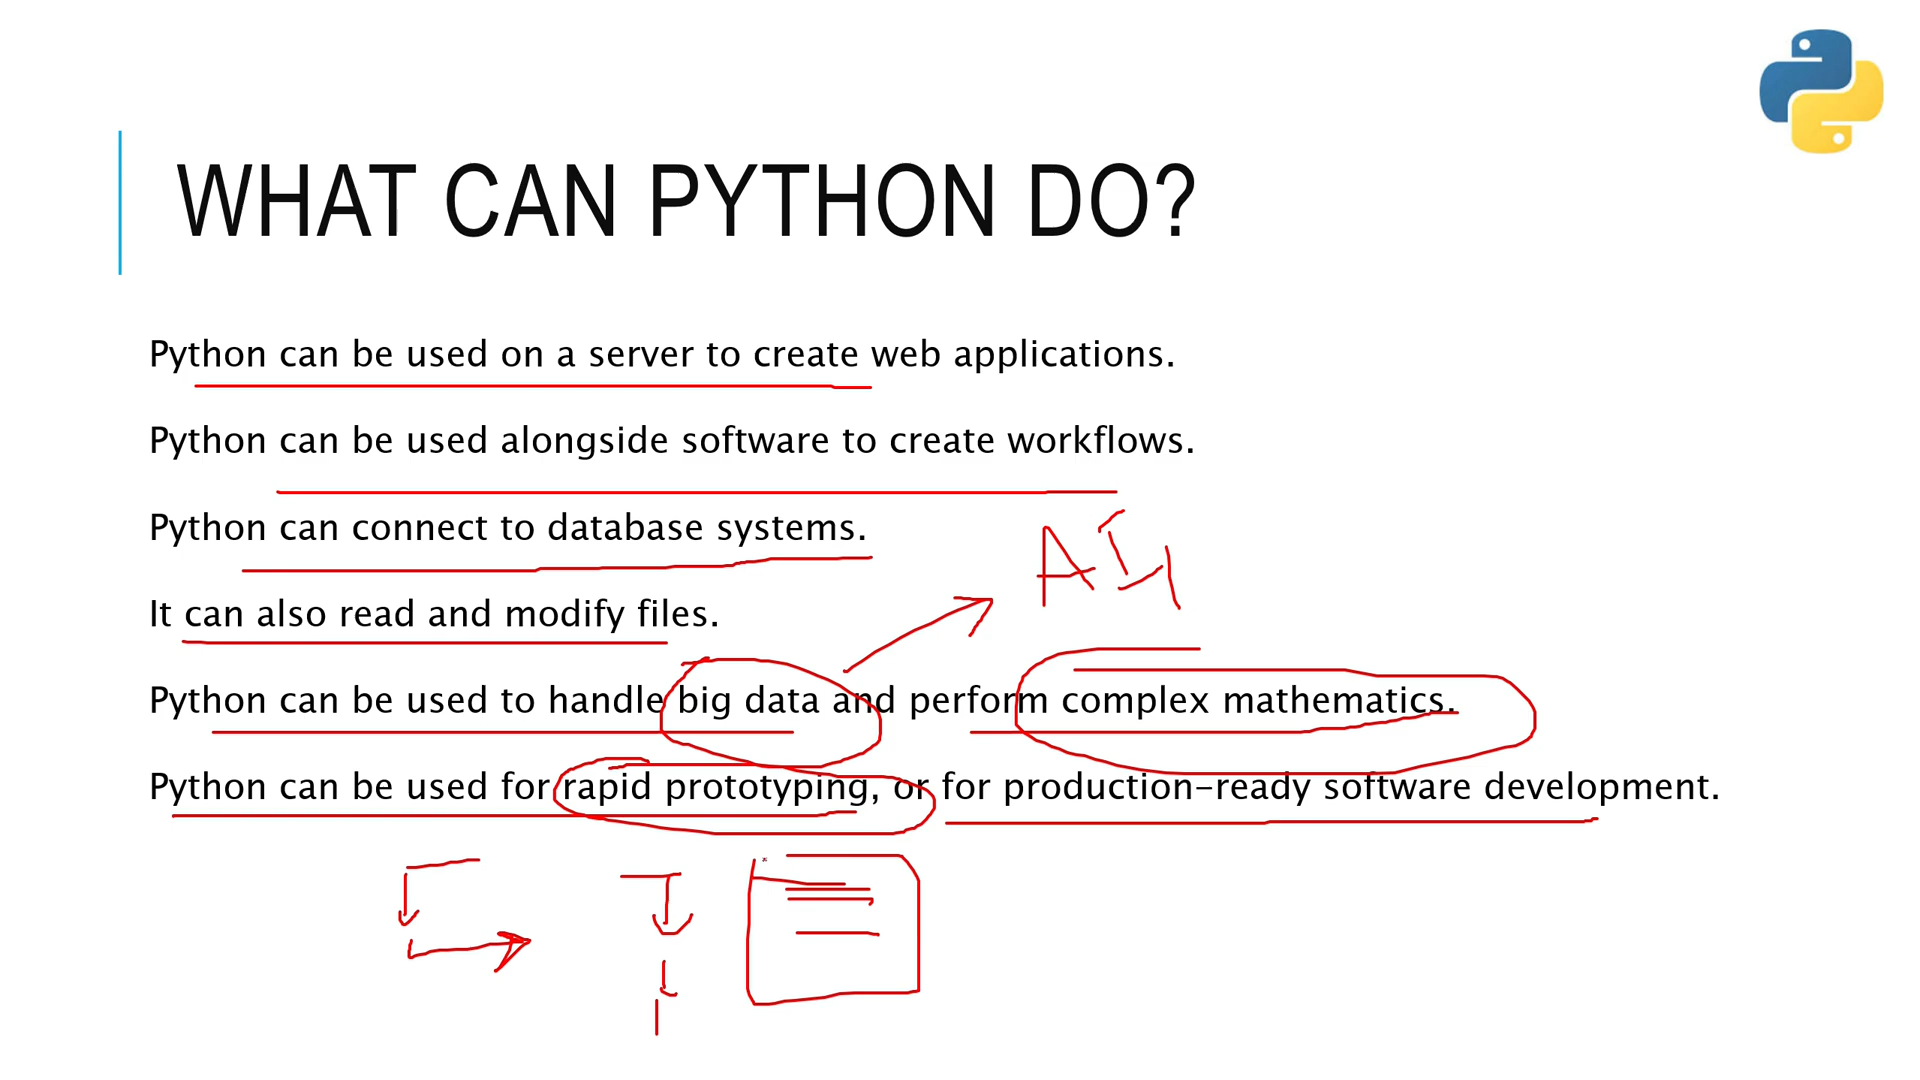 WHAT CAN PYTHON DO?
Python can be used on a server to create web applications.
Python can be used alongside software to create workflows.
Python can connect to database systems.
AI
It can also read and modify files.
Python can be used to handle big data and perform complex mathematics.
Python can be used for rapid prototyping, or for production-ready software development.